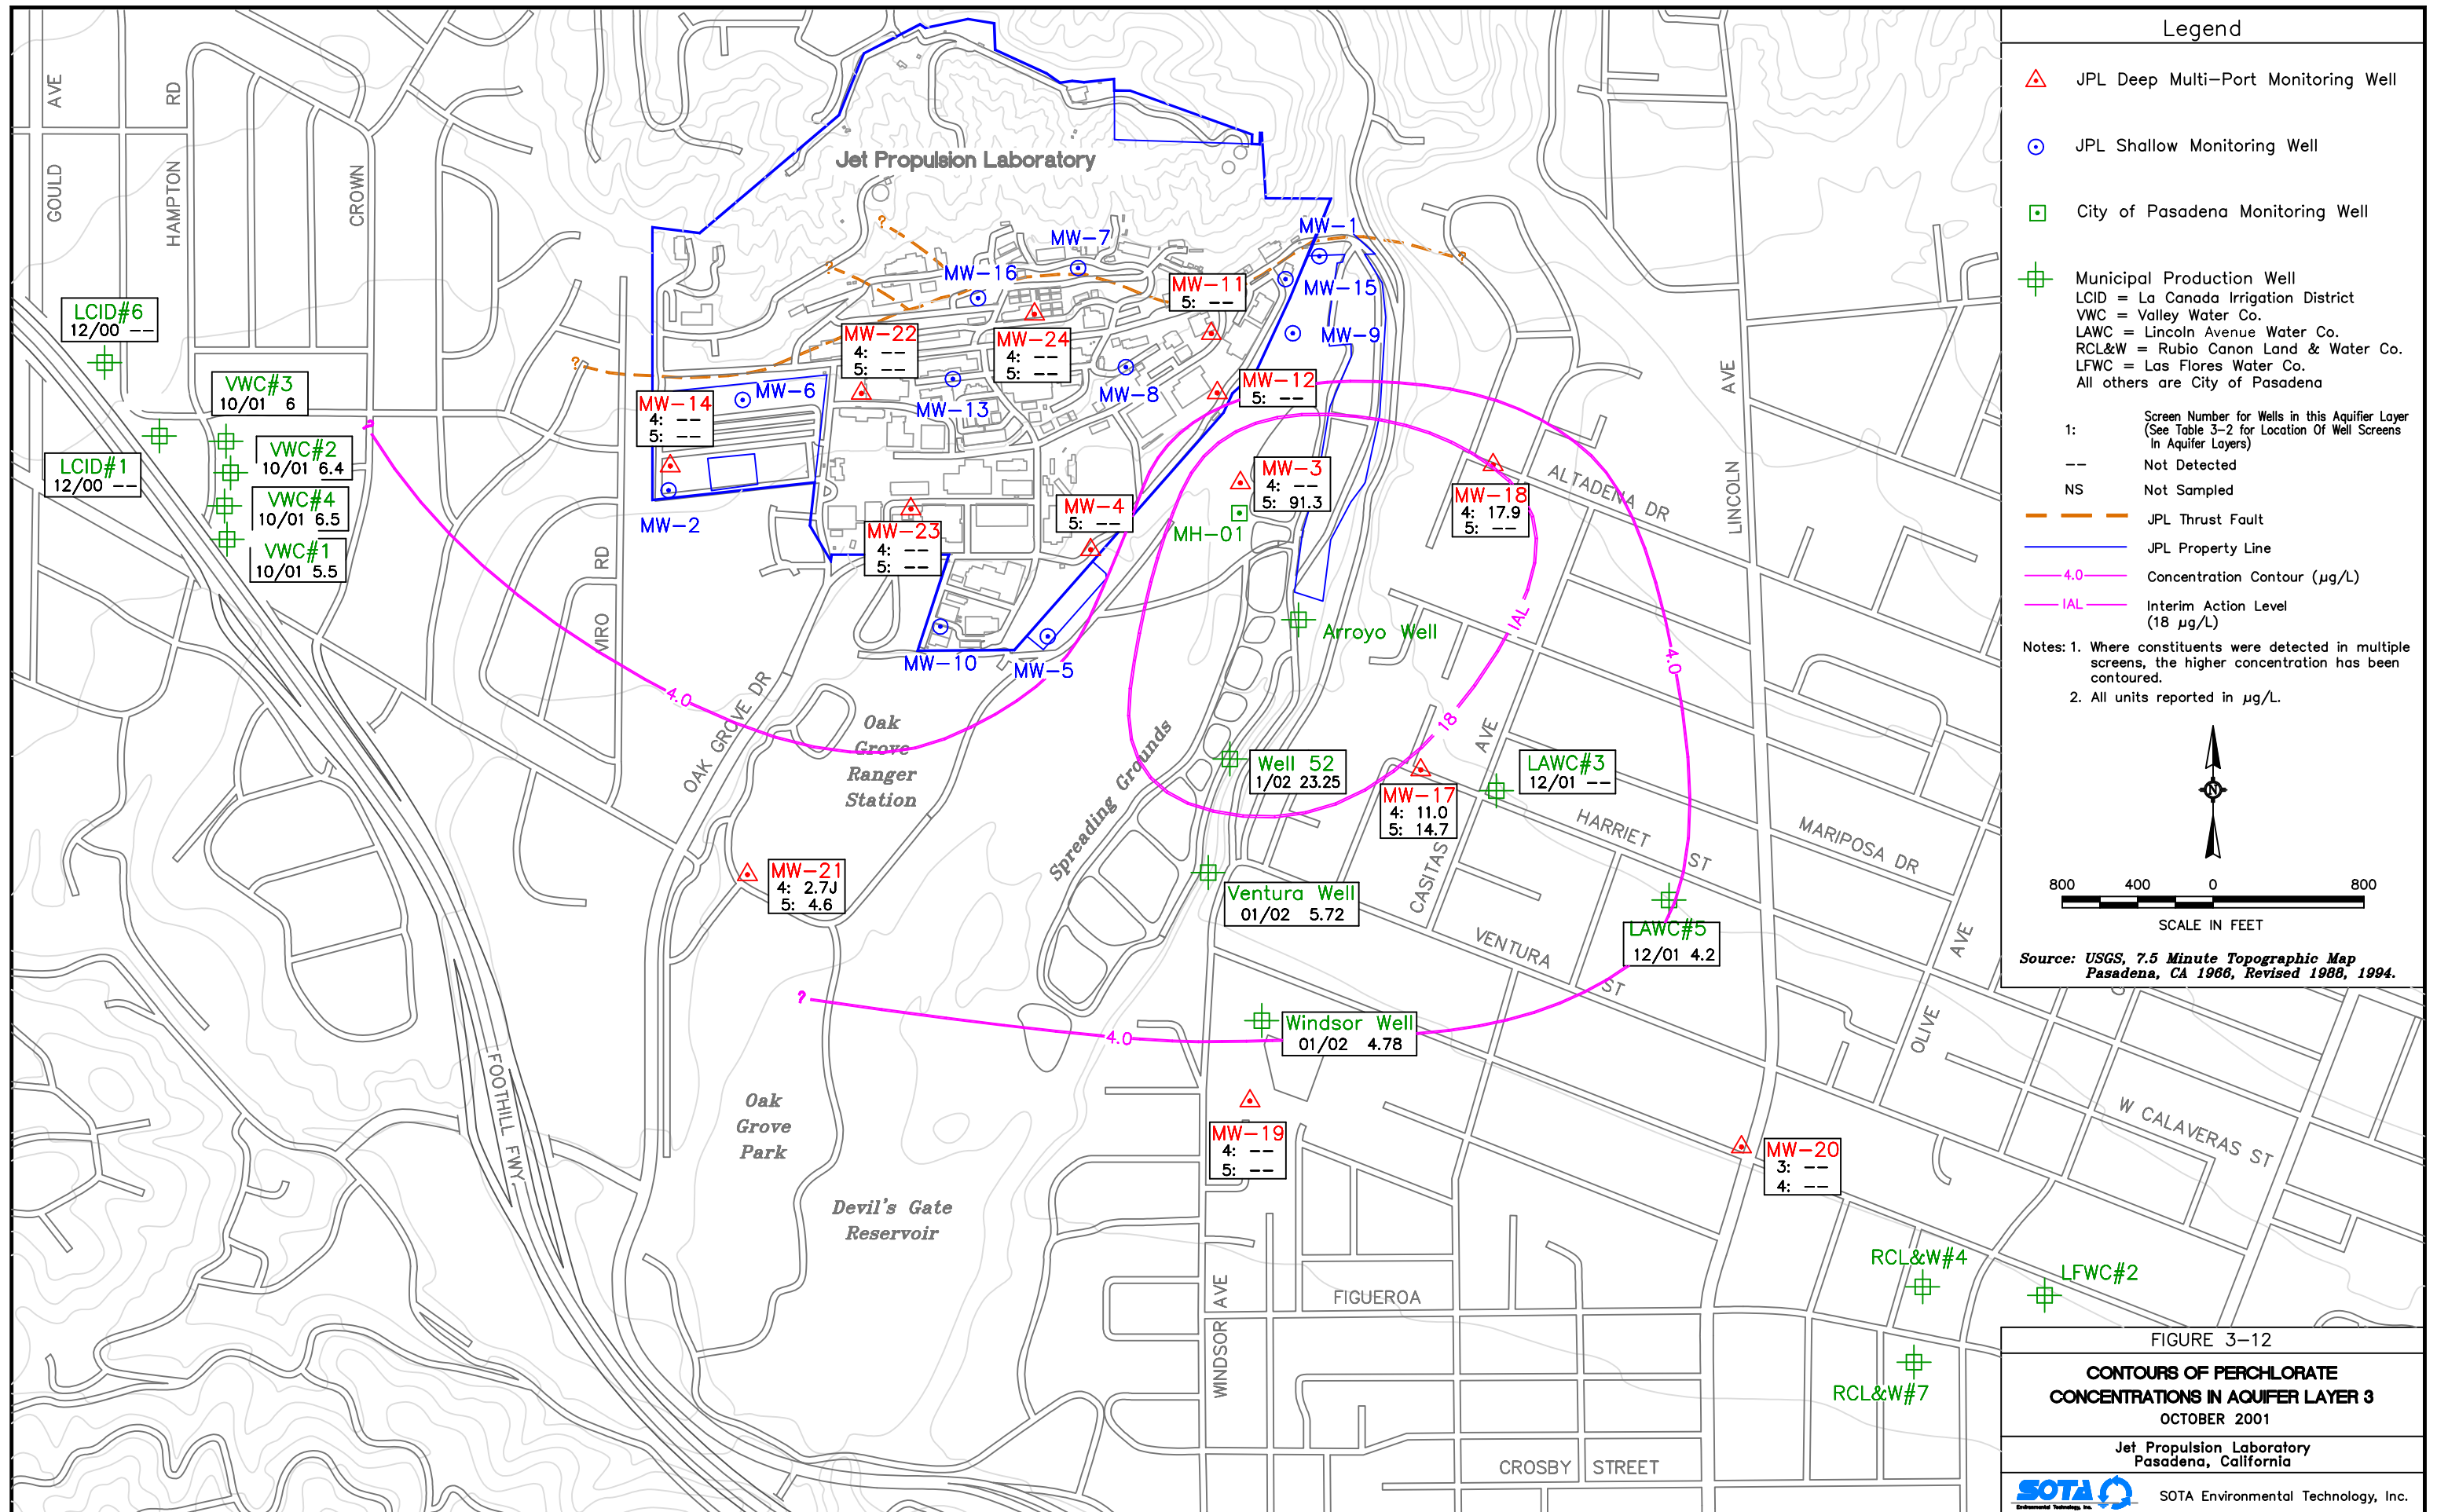 Legend
JPL Deep Multi-Port Monitoring Well
JPL Shallow Monitoring Well
City of Pasadena Monitoring Well
Municipal Production Well
LCID = La Canada Irrigation District
VWC = Valley Water Co.
LAWC = Lincoln Avenue Water Co.
RCL&W = Rubio Canon Land & Water Co.
LFWC = Las Flores Water Co.
All others are City of Pasadena
1: Screen Number for Wells in this Aquifier Layer
(See Table 3-2 for Location Of Well Screens
In Aquifer Layers)
-- Not Detected
NS Not Sampled
JPL Thrust Fault
JPL Property Line
4.0 Concentration Contour (µg/L)
IAL Interim Action Level
(18 µg/L)
Notes: 1. Where constituents were detected in multiple
screens, the higher concentration has been
contoured.
2. All units reported in µg/L.
N
800 400 0 800
SCALE IN FEET
Source: USGS, 7.5 Minute Topographic Map
Pasadena, CA 1966, Revised 1988, 1994.
FIGURE 3-12
CONTOURS OF PERCHLORATE
CONCENTRATIONS IN AQUIFER LAYER 3
OCTOBER 2001
Jet Propulsion Laboratory
Pasadena, California
SOTA
Environmental Technology, Inc.
SOTA Environmental Technology, Inc.
GOULD AVE
HAMPTON RD
CROWN
Jet Propulsion Laboratory
LCID#6
12/00 --
VWC#3
10/01 6
VWC#2
10/01 6.4
LCID#1
12/00 --
VWC#4
10/01 6.5
VWC#1
10/01 5.5
MW-7
MW-1
MW-16
MW-11
5: --
MW-15
MW-9
MW-22
4: --
5: --
MW-24
4: --
5: --
MW-12
5: --
MW-6
MW-13
MW-8
MW-14
4: --
5: --
MW-2
MW-3
4: --
5: 91.3
MW-4
5: --
MH-01
MW-23
4: --
5: --
MW-18
4: 17.9
5: --
ALTADENA DR
LINCOLN AVE
VIRO RD
MW-10
MW-5
Arroyo Well
IAL
4.0
4.0
18
OAK GROVE DR
Oak
Grove
Ranger
Station
Spreading Grounds
Well 52
1/02 23.25
MW-17
4: 11.0
5: 14.7
LAWC#3
12/01 --
CASITAS AVE
HARRIET ST
MARIPOSA DR
MW-21
4: 2.7J
5: 4.6
Ventura Well
01/02 5.72
VENTURA ST
LAWC#5
12/01 4.2
OLIVE AVE
?
?
?
?
?
?
4.0
Windsor Well
01/02 4.78
FOOTHILL FWY
Oak
Grove
Park
MW-19
4: --
5: --
MW-20
3: --
4: --
W CALAVERAS ST
Devil's Gate
Reservoir
RCL&W#4
LFWC#2
WINDSOR AVE
FIGUEROA
RCL&W#7
CROSBY STREET